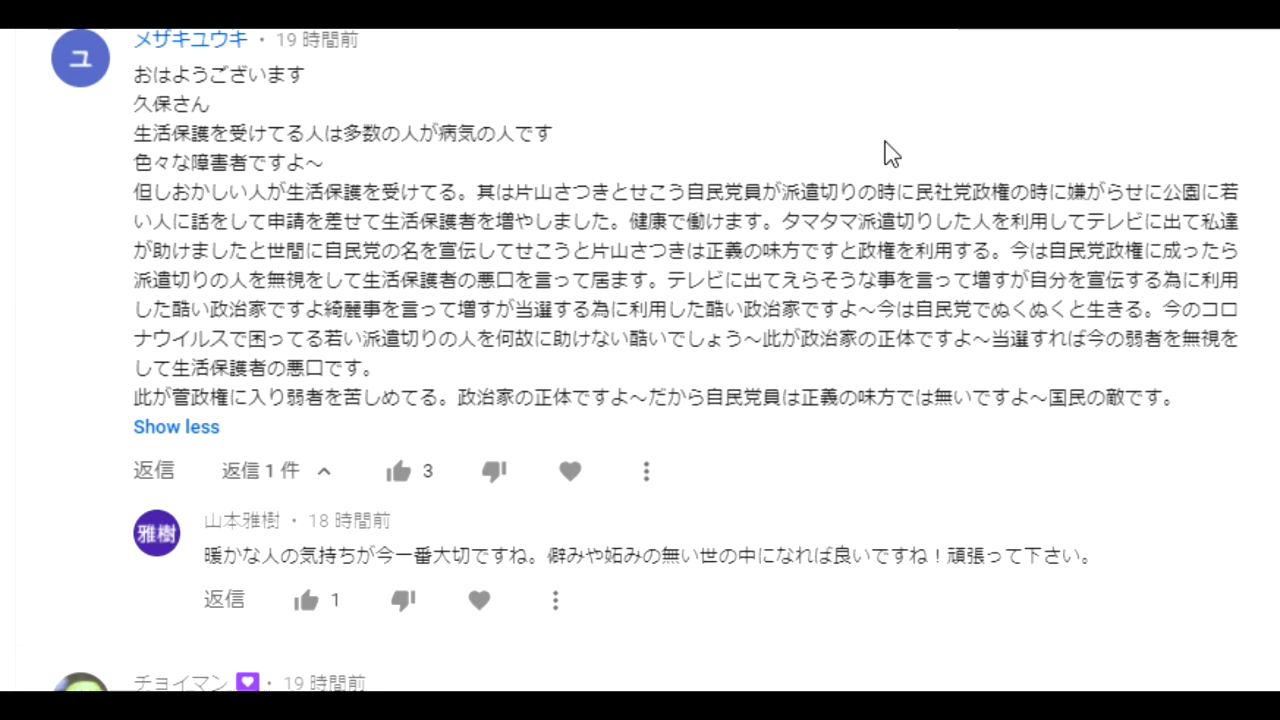 ユ
メザキユウキ ・ 19 時間前
おはようございます
久保さん
生活保護を受けてる人は多数の人が病気の人です
色々な障害者ですよ〜
但しおかしい人が生活保護を受けてる。其は片山さつきとせこう自民党員が派遣切りの時に民社党政権の時に嫌がらせに公園に若
い人に話をして申請を差せて生活保護者を増やしました。健康で働けます。タマタマ派遣切りした人を利用してテレビに出て私達
が助けましたと世間に自民党の名を宣伝してせこうと片山さつきは正義の味方ですと政権を利用する。今は自民党政権に成ったら
派遣切りの人を無視をして生活保護者の悪口を言って居ます。テレビに出てえらそうな事を言って増すが自分を宣伝する為に利用
した酷い政治家ですよ綺麗事を言って増すが当選する為に利用した酷い政治家ですよ〜今は自民党でぬくぬくと生きる。今のコロ
ナウイルスで困ってる若い派遣切りの人を何故に助けない酷いでしょう〜此が政治家の正体ですよ〜当選すれば今の弱者を無視を
して生活保護者の悪口です。
此が菅政権に入り弱者を苦しめてる。政治家の正体ですよ〜だから自民党員は正義の味方では無いですよ〜国民の敵です。
Show less
返信 返信 1 件 3
雅樹
山本雅樹 ・ 18 時間前
暖かな人の気持ちが今一番大切ですね。僻みや妬みの無い世の中になれば良いですね！頑張って下さい。
返信 1
チョイマン ・ 19 時間前